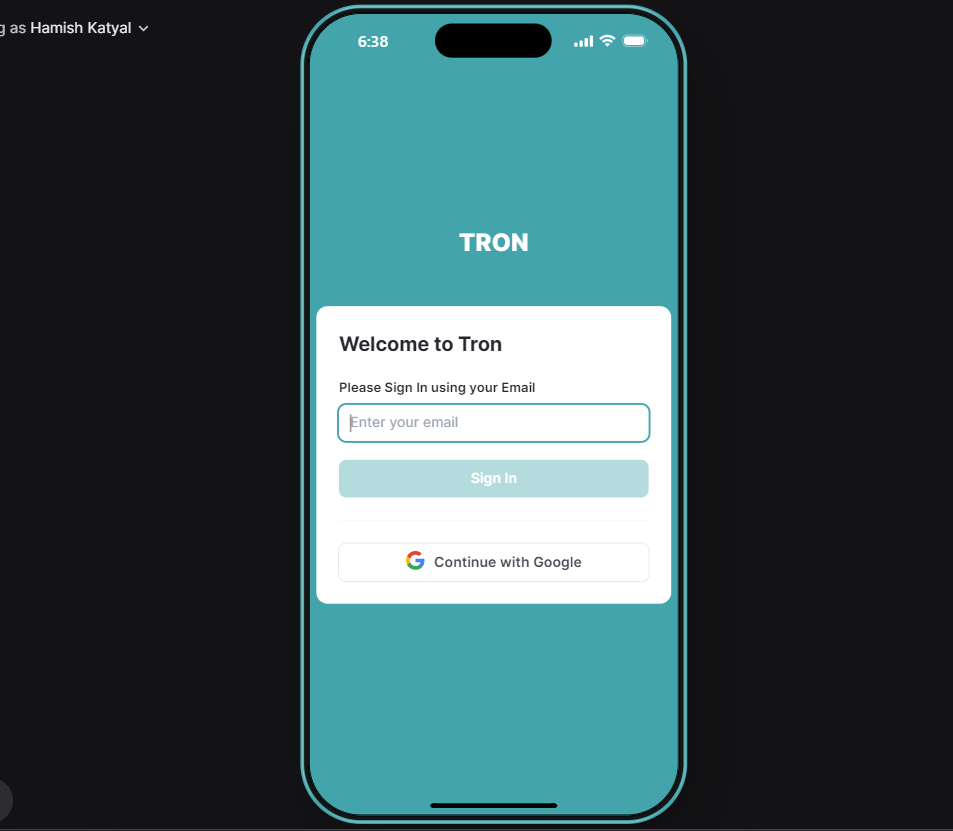 as Hamish Katyal
6:38
TRON
Welcome to Tron
Please Sign In using your Email
Enter your email
Sign In
Continue with Google